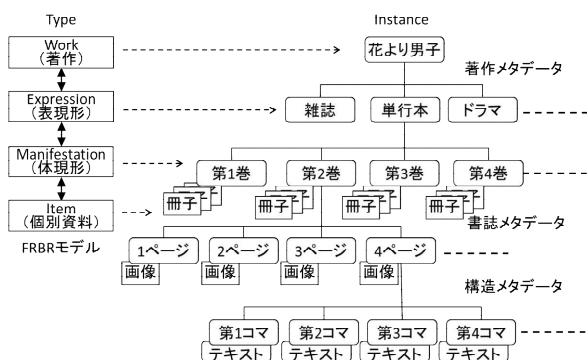 Type
Instance
Work
(著作)
花より男子
著作メタデータ
Expression
(表現形)
雑誌
単行本
ドラマ
Manifestation
(体現形)
第1巻
第2巻
第3巻
第4巻
冊子
冊子
冊子
冊子
書誌メタデータ
Item
(個別資料)
FRBRモデル
1ページ
2ページ
3ページ
4ページ
画像
画像
画像
画像
構造メタデータ
第1コマ
第2コマ
第3コマ
第4コマ
テキスト
テキスト
テキスト
テキスト